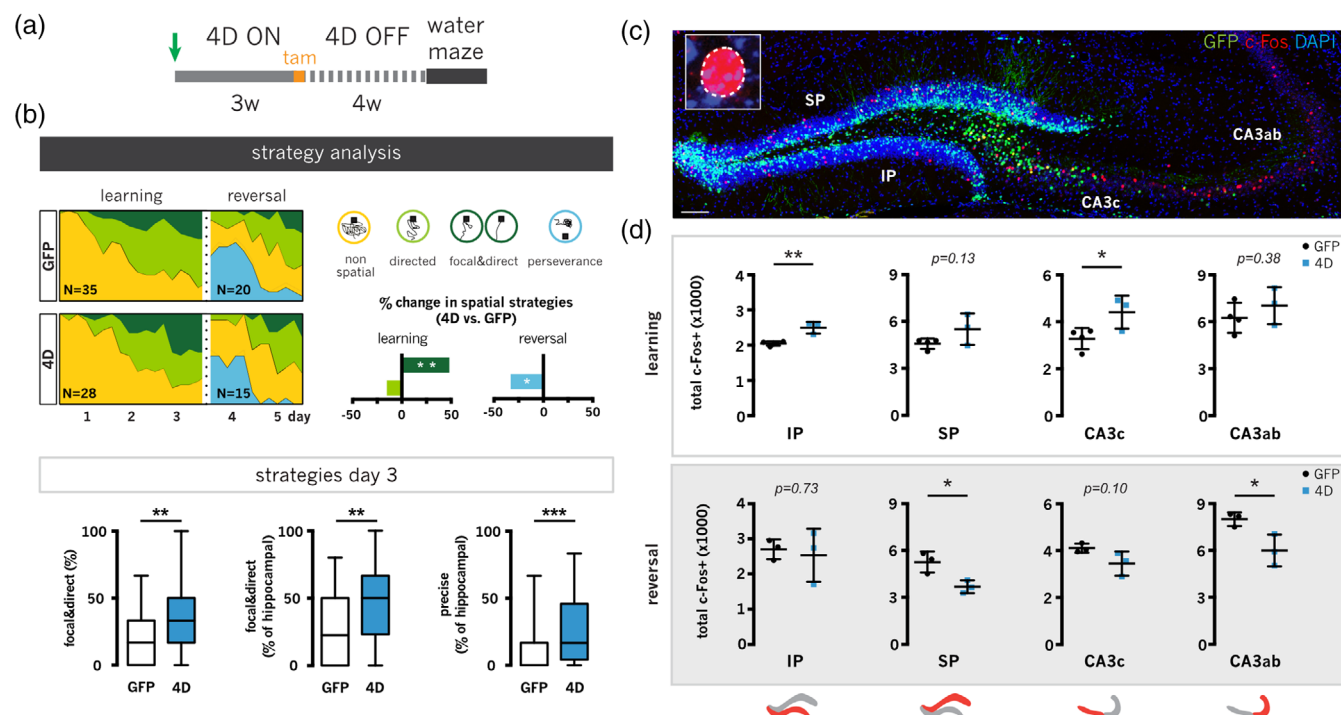 (a)
4D ON
4D OFF
water
maze
tam
3w
4w
(b)
strategy analysis
learning
reversal
GFP
N=35
N=20
4D
N=28
N=15
1 2 3 4 5 day
non
spatial
directed
focal&direct
perseverance
% change in spatial strategies
(4D vs. GFP)
learning
reversal
**
*
-50 0 50
-50 0 50
strategies day 3
focal&direct (%)
100
50
0
**
GFP 4D
focal&direct
(% of hippocampal)
100
50
0
**
GFP 4D
precise
(% of hippocampal)
100
50
0
***
GFP 4D
(c)
GFP c-Fos DAPI
SP
IP
CA3ab
CA3c
(d)
learning
total c-Fos+ (x1000)
4
3
2
1
0
**
IP
9
6
3
0
p=0.13
SP
6
4
2
0
*
CA3c
9
6
3
0
p=0.38
CA3ab
GFP
4D
reversal
total c-Fos+ (x1000)
4
3
2
1
0
p=0.73
IP
9
6
3
0
*
SP
6
4
2
0
p=0.10
CA3c
9
6
3
0
*
CA3ab
GFP
4D